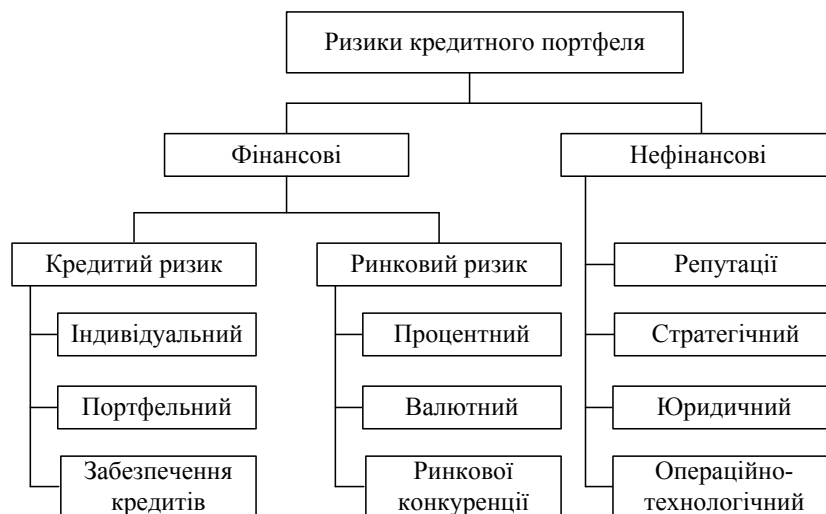 Ризики кредитного портфеля
Фінансові
Нефінансові
Кредитий ризик
Ринковий ризик
Репутації
Індивідуальний
Процентний
Стратегічний
Портфельний
Валютний
Юридичний
Забезпечення
кредитів
Ринкової
конкуренції
Операційно-
технологічний